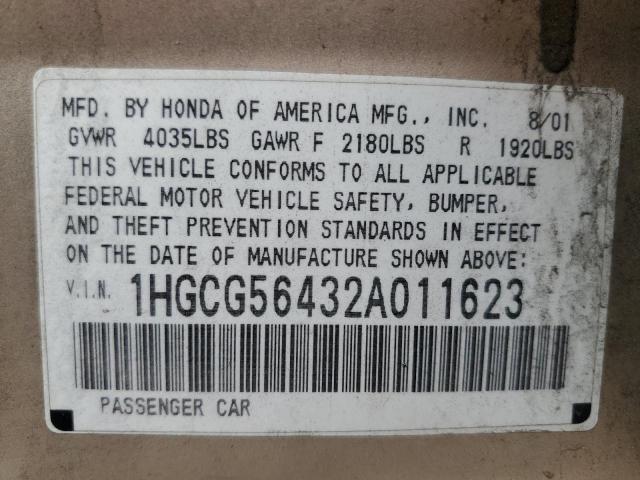 MFD. BY HONDA OF AMERICA MFG., INC. 8/01
GVWR 4035LBS GAWR F 2180LBS R 1920LBS
THIS VEHICLE CONFORMS TO ALL APPLICABLE
FEDERAL MOTOR VEHICLE SAFETY, BUMPER,
AND THEFT PREVENTION STANDARDS IN EFFECT
ON THE DATE OF MANUFACTURE SHOWN ABOVE:
V.I.N. 1HGCG56432A011623
PASSENGER CAR